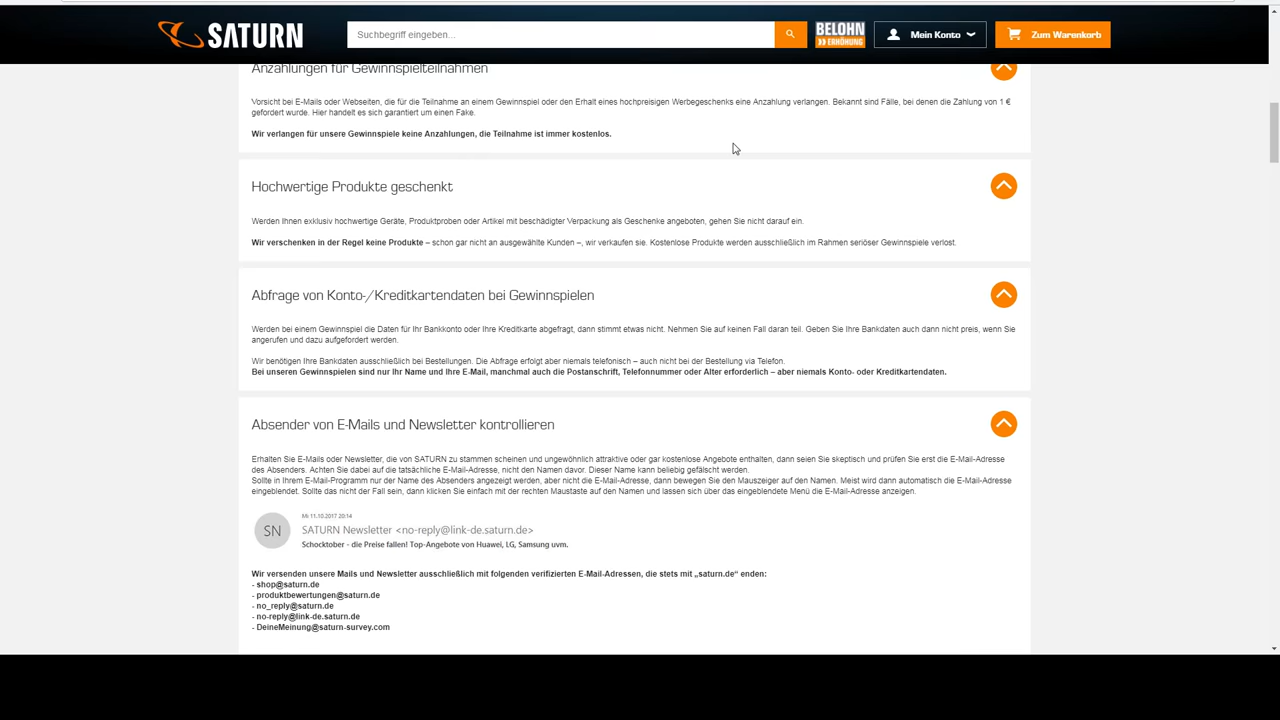 SATURN
Suchbegriff eingeben...
BELOHN
ERHÖHUNG
Mein Konto
Zum Warenkorb
Anzahlungen für Gewinnspielteilnahmen
Vorsicht bei E-Mails oder Webseiten, die für die Teilnahme an einem Gewinnspiel oder den Erhalt eines hochpreisigen Werbegeschenks eine Anzahlung verlangen. Bekannt sind Fälle, bei denen die Zahlung von 1 €
gefordert wurde. Hier handelt es sich garantiert um einen Fake.
Wir verlangen für unsere Gewinnspiele keine Anzahlungen, die Teilnahme ist immer kostenlos.
Hochwertige Produkte geschenkt
Werden Ihnen exklusiv hochwertige Geräte, Produktproben oder Artikel mit beschädigter Verpackung als Geschenke angeboten, gehen Sie nicht darauf ein.
Wir verschenken in der Regel keine Produkte – schon gar nicht an ausgewählte Kunden –, wir verkaufen sie. Kostenlose Produkte werden ausschließlich im Rahmen seriöser Gewinnspiele verlost.
Abfrage von Konto-/Kreditkartendaten bei Gewinnspielen
Werden bei einem Gewinnspiel die Daten für Ihr Bankkonto oder Ihre Kreditkarte abgefragt, dann stimmt etwas nicht. Nehmen Sie auf keinen Fall daran teil. Geben Sie Ihre Bankdaten auch dann nicht preis, wenn Sie
angerufen und dazu aufgefordert werden.
Wir benötigen Ihre Bankdaten ausschließlich bei Bestellungen. Die Abfrage erfolgt aber niemals telefonisch – auch nicht bei der Bestellung via Telefon.
Bei unseren Gewinnspielen sind nur Ihr Name und Ihre E-Mail, manchmal auch die Postanschrift, Telefonnummer oder Alter erforderlich – aber niemals Konto- oder Kreditkartendaten.
Absender von E-Mails und Newsletter kontrollieren
Erhalten Sie E-Mails oder Newsletter, die von SATURN zu stammen scheinen und ungewöhnlich attraktive oder gar kostenlose Angebote enthalten, dann seien Sie skeptisch und prüfen Sie erst die E-Mail-Adresse
des Absenders. Achten Sie dabei auf die tatsächliche E-Mail-Adresse, nicht den Namen davor. Dieser Name kann beliebig gefälscht werden.
Sollte in Ihrem E-Mail-Programm nur der Name des Absenders angezeigt werden, aber nicht die E-Mail-Adresse, dann bewegen Sie den Mauszeiger auf den Namen. Meist wird dann automatisch die E-Mail-Adresse
eingeblendet. Sollte das nicht der Fall sein, dann klicken Sie einfach mit der rechten Maustaste auf den Namen und lassen sich über das eingeblendete Menü die E-Mail-Adresse anzeigen.
Mi 11.10.2017 20:14
SN
SATURN Newsletter <no-reply@link-de.saturn.de>
Schocktober - die Preise fallen! Top-Angebote von Huawei, LG, Samsung uvm.
Wir versenden unsere Mails und Newsletter ausschließlich mit folgenden verifizierten E-Mail-Adressen, die stets mit „saturn.de“ enden:
- shop@saturn.de
- produktbewertungen@saturn.de
- no_reply@saturn.de
- no-reply@link-de.saturn.de
- DeineMeinung@saturn-survey.com